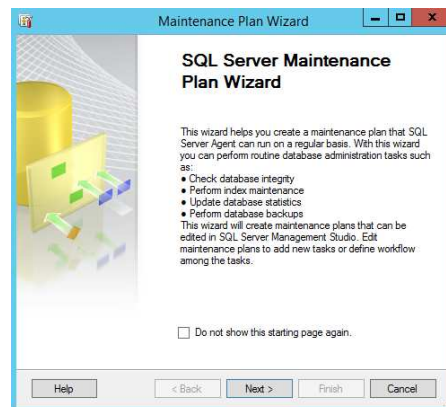 Maintenance Plan Wizard
SQL Server Maintenance
Plan Wizard
This wizard helps you create a maintenance plan that SQL
Server Agent can run on a regular basis. With this wizard
you can perform routine database administration tasks such
as:
● Check database integrity
● Perform index maintenance
● Update database statistics
● Perform database backups
This wizard will create maintenance plans that can be
edited in SQL Server Management Studio. Edit
maintenance plans to add new tasks or define workflow
among the tasks.
Do not show this starting page again.
Help < Back Next > Finish Cancel